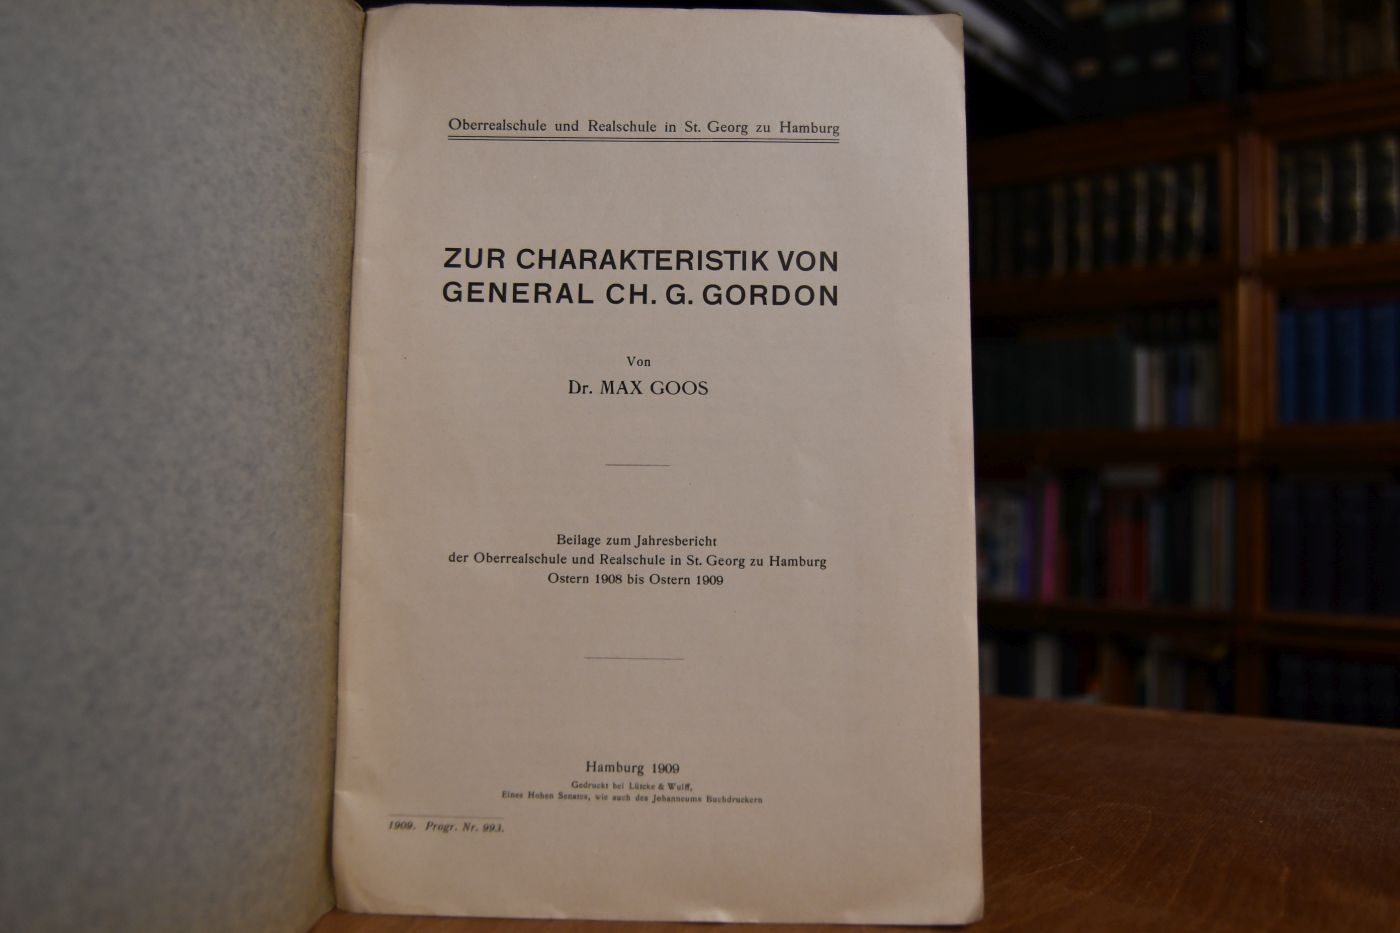 Oberrealschule und Realschule in St. Georg zu Hamburg
ZUR CHARAKTERISTIK VON
GENERAL CH. G. GORDON
Von
Dr. MAX GOOS
Beilage zum Jahresbericht
der Oberrealschule und Realschule in St. Georg zu Hamburg
Ostern 1908 bis Ostern 1909
Hamburg 1909
Gedruckt bei Lütcke & Wulff,
Eines Hohen Senates, wie auch des Johanneums Buchdruckern
1909. Progr. Nr. 993.